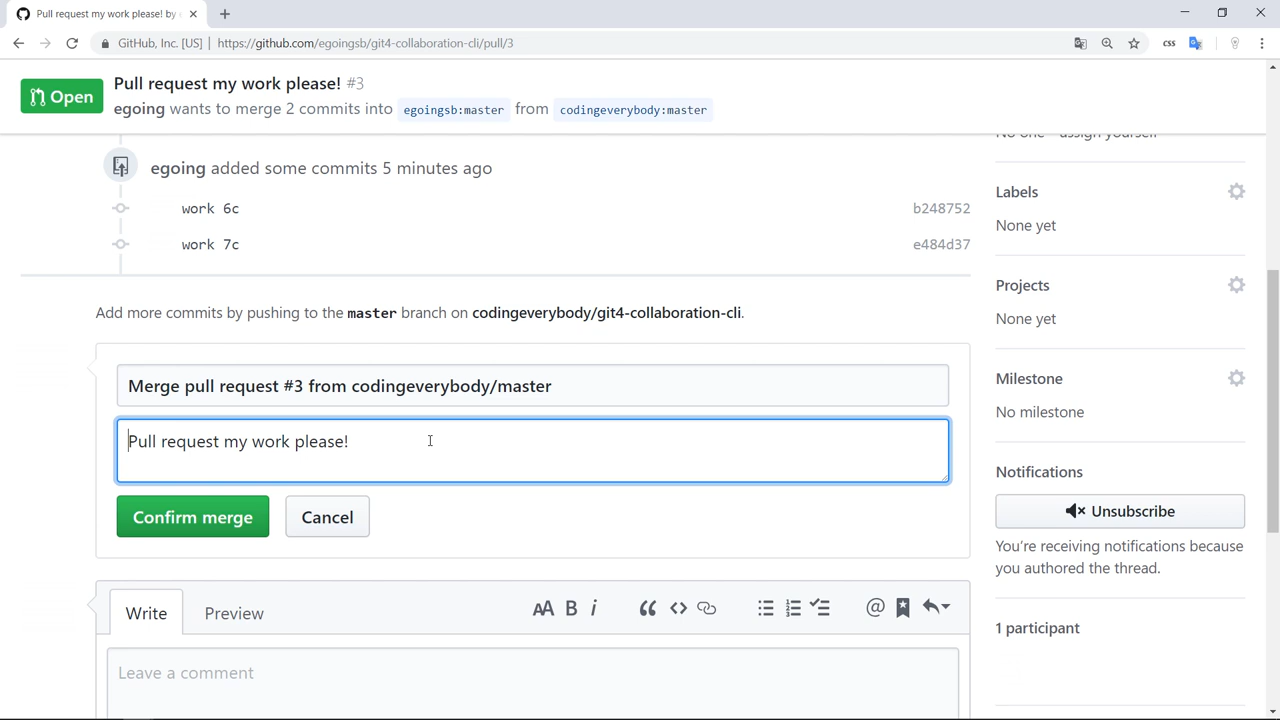 Pull request my work please! by
GitHub, Inc. [US] | https://github.com/egoingsb/git4-collaboration-cli/pull/3
css
Open
Pull request my work please! #3
egoing wants to merge 2 commits into egoingsb:master from codingeverybody:master
No one—assign yourself
egoing added some commits 5 minutes ago
work 6c b248752
work 7c e484d37
Add more commits by pushing to the master branch on codingeverybody/git4-collaboration-cli.
Merge pull request #3 from codingeverybody/master
Pull request my work please!
Confirm merge Cancel
Write Preview
Leave a comment
Labels
None yet
Projects
None yet
Milestone
No milestone
Notifications
Unsubscribe
You’re receiving notifications because
you authored the thread.
1 participant